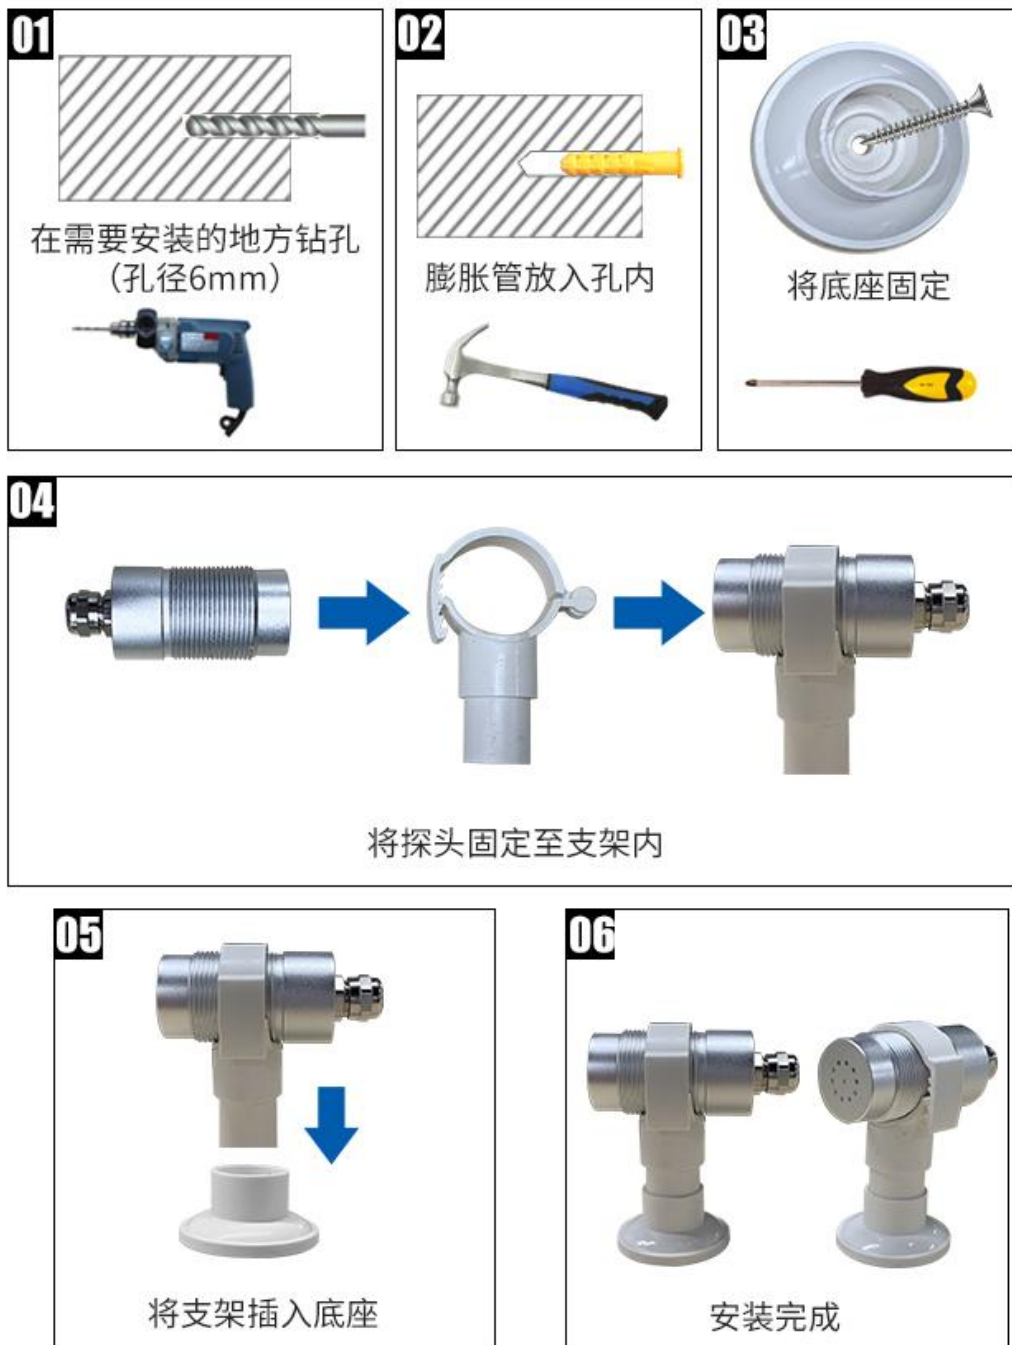 01
02
03
在需要安装的地方钻孔
（孔径6mm）
膨胀管放入孔内
将底座固定
04
将探头固定至支架内
05
06
将支架插入底座
安装完成